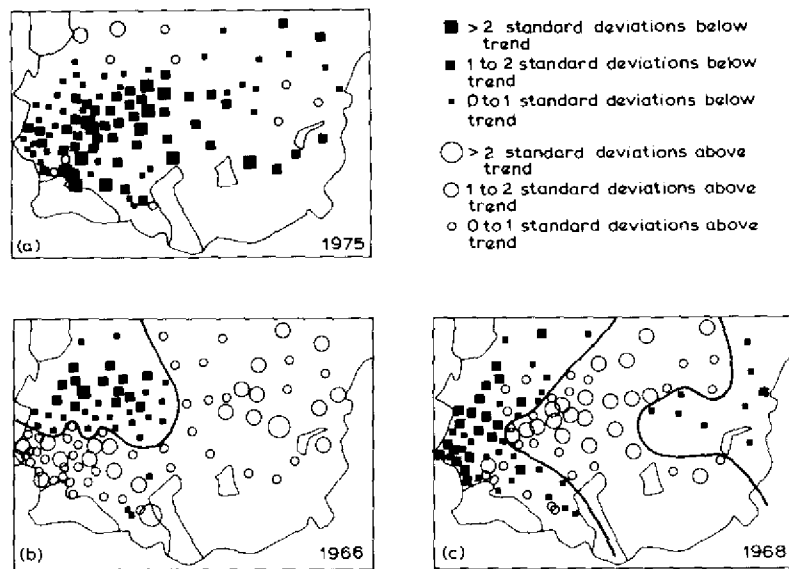 > 2 standard deviations below
trend
1 to 2 standard deviations below
trend
0 to 1 standard deviations below
trend
> 2 standard deviations above
trend
1 to 2 standard deviations above
trend
0 to 1 standard deviations above
trend
(a) 1975
(b) 1966
(c) 1968